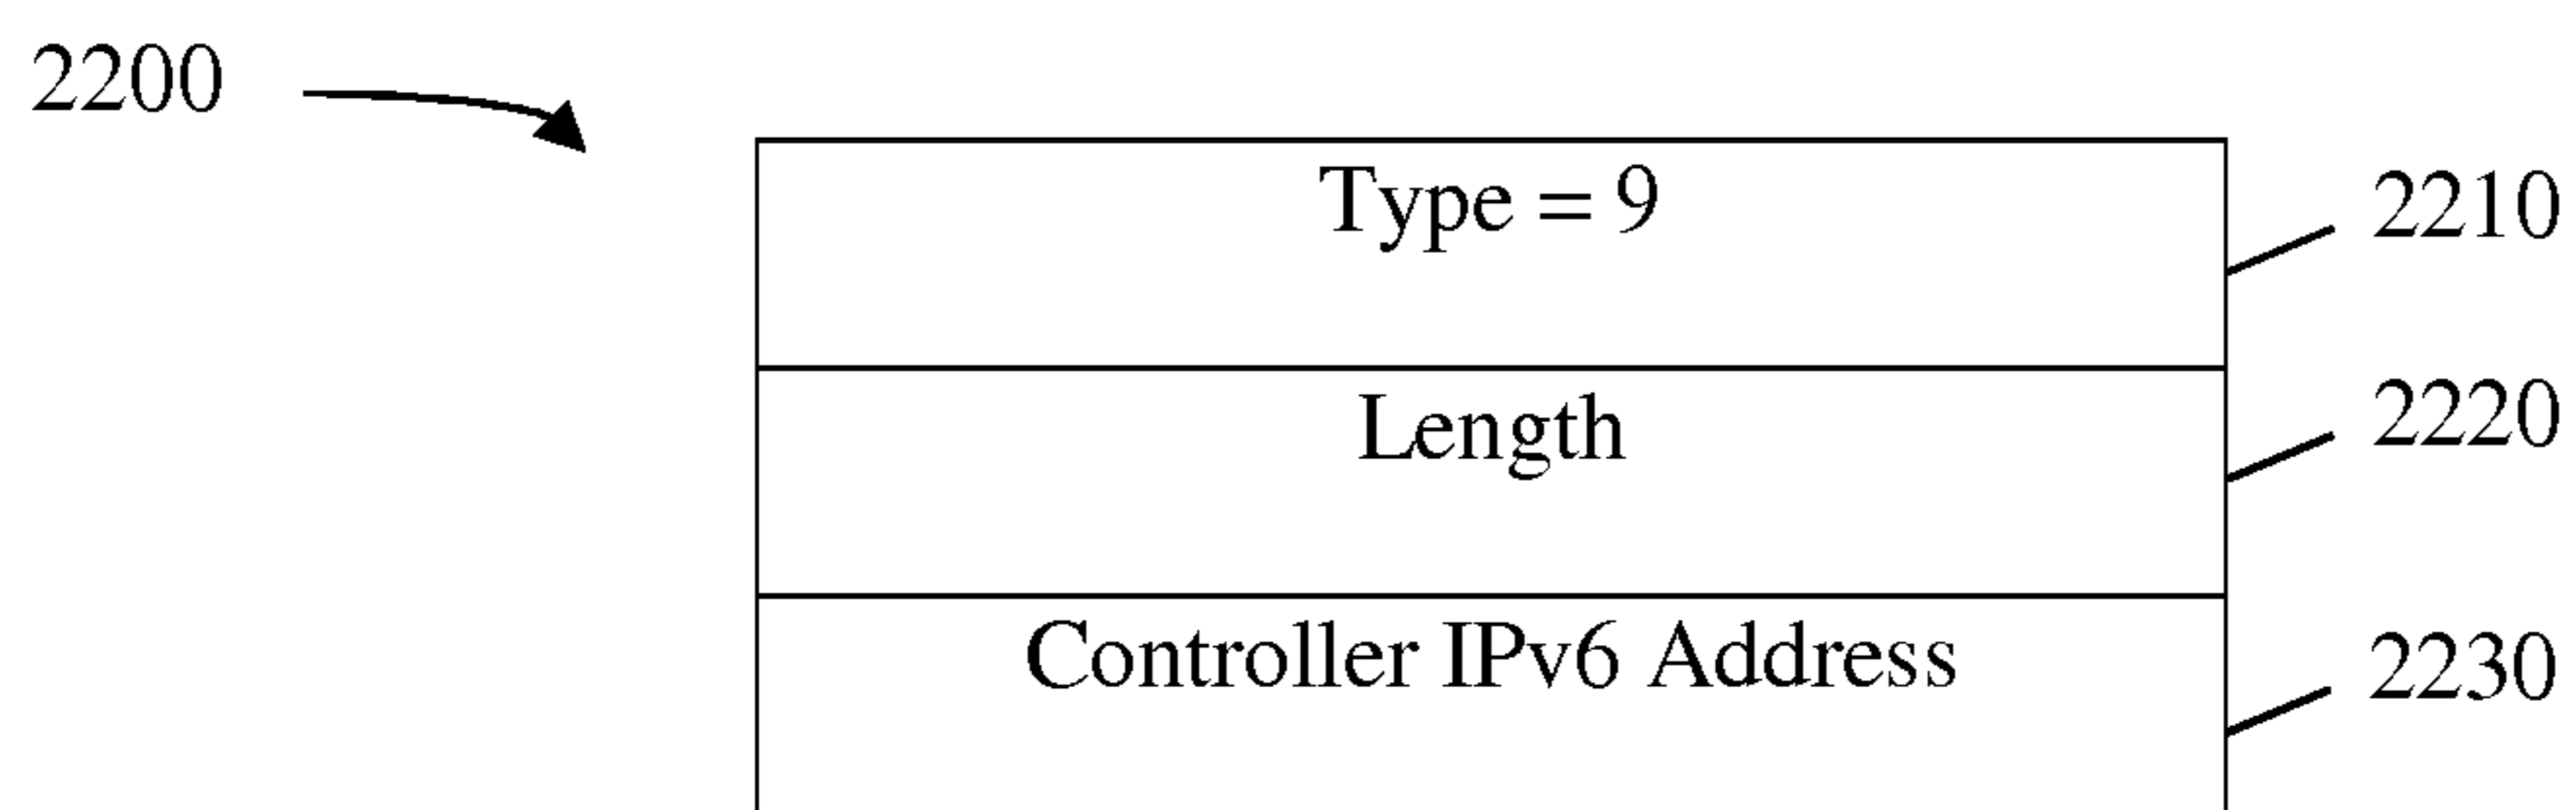 2200
Type = 9
2210
Length
2220
Controller IPv6 Address
2230